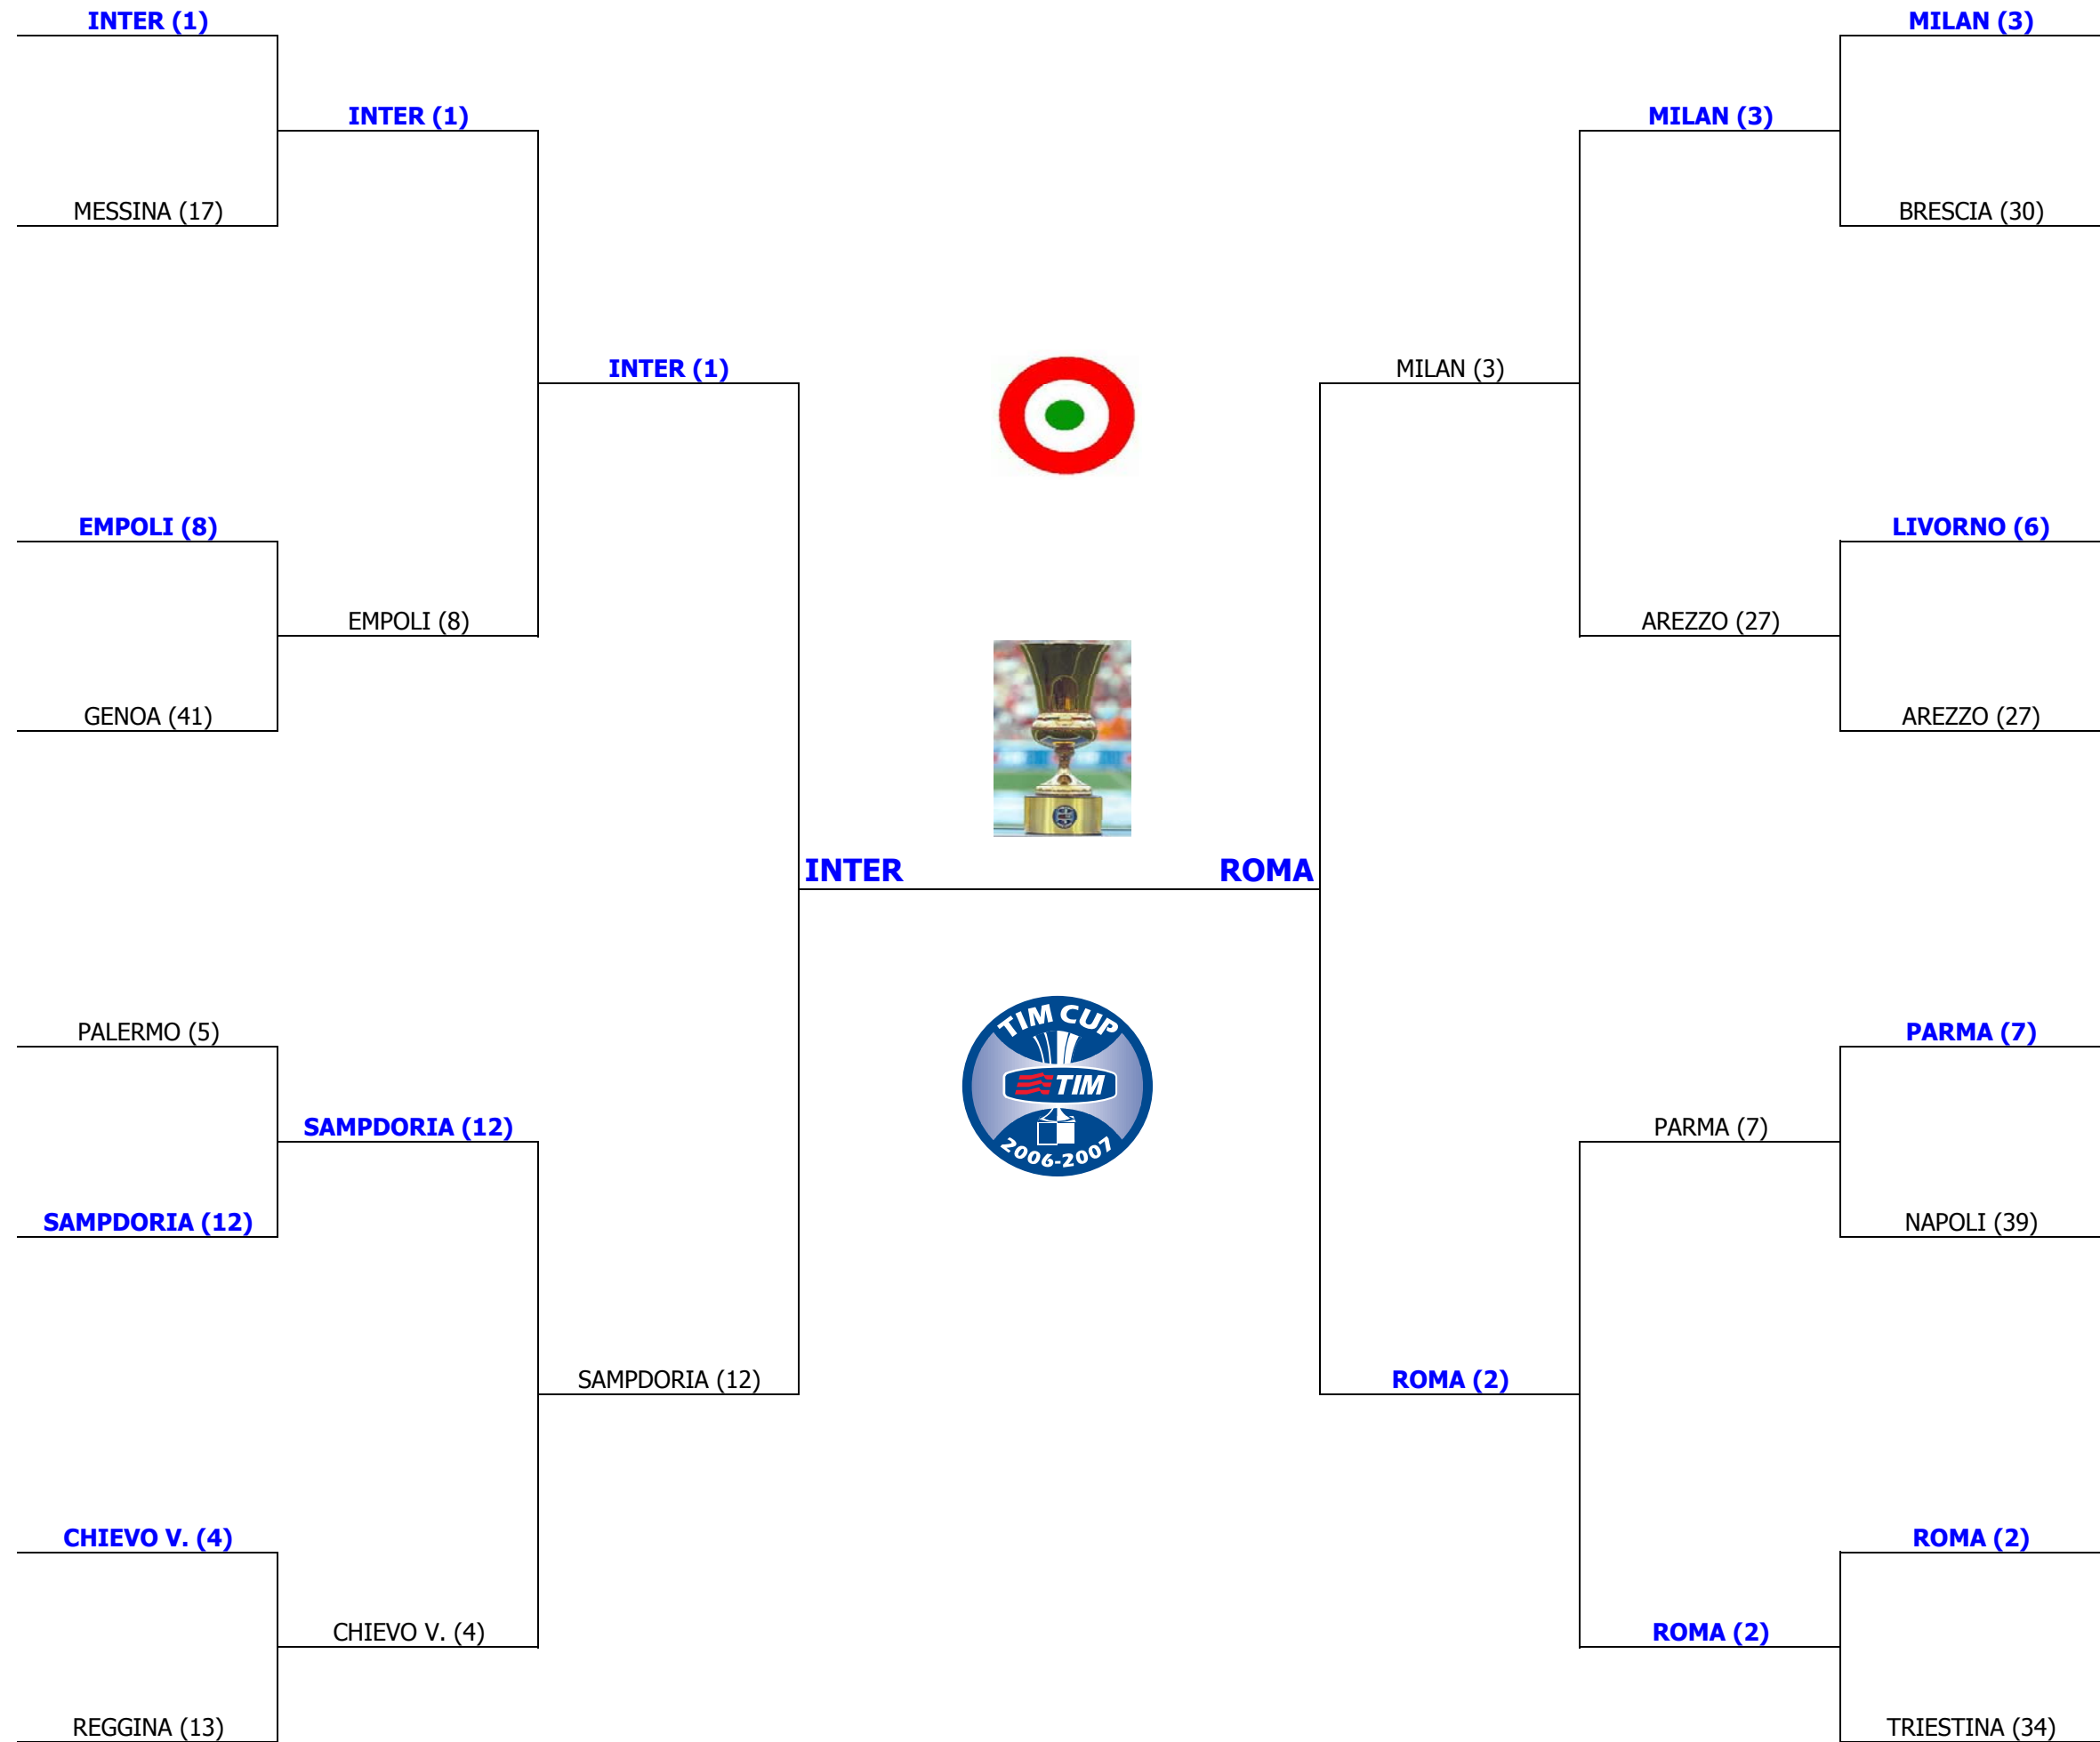 INTER (1)
MILAN (3)
INTER (1)
MILAN (3)
MESSINA (17)
BRESCIA (30)
INTER (1)
MILAN (3)
EMPOLI (8)
LIVORNO (6)
EMPOLI (8)
AREZZO (27)
GENOA (41)
AREZZO (27)
INTER
ROMA
PALERMO (5)
TIM CUP
TIM
2006-2007
PARMA (7)
SAMPDORIA (12)
PARMA (7)
SAMPDORIA (12)
NAPOLI (39)
SAMPDORIA (12)
ROMA (2)
CHIEVO V. (4)
ROMA (2)
CHIEVO V. (4)
ROMA (2)
REGGINA (13)
TRIESTINA (34)